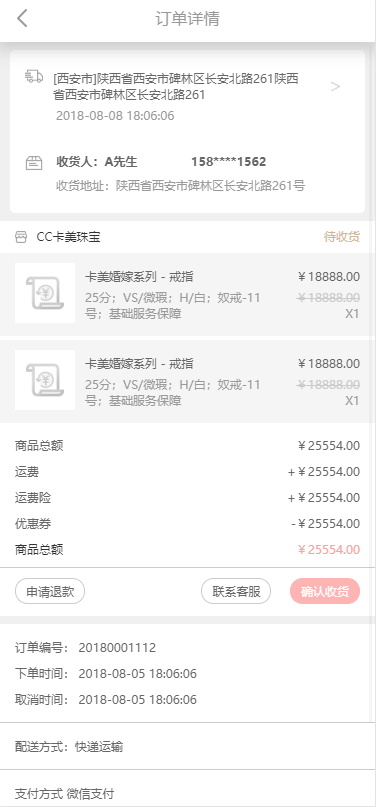 订单详情
[西安市]陕西省西安市碑林区长安北路261陕西
省西安市碑林区长安北路261
2018-08-08 18:06:06
收货人：A先生 158****1562
收货地址：陕西省西安市碑林区长安北路261号
CC卡美珠宝 待收货
卡美婚嫁系列 - 戒指 ￥18888.00
25分；VS/微瑕；H/白；奴戒-11 ￥18888.00
号；基础服务保障 X1
卡美婚嫁系列 - 戒指 ￥18888.00
25分；VS/微瑕；H/白；奴戒-11 ￥18888.00
号；基础服务保障 X1
商品总额 ￥25554.00
运费 +￥25554.00
运费险 +￥25554.00
优惠券 -￥25554.00
商品总额 ￥25554.00
申请退款 联系客服 确认收货
订单编号： 20180001112
下单时间： 2018-08-05 18:06:06
取消时间： 2018-08-05 18:06:06
配送方式：快递运输
支付方式 微信支付